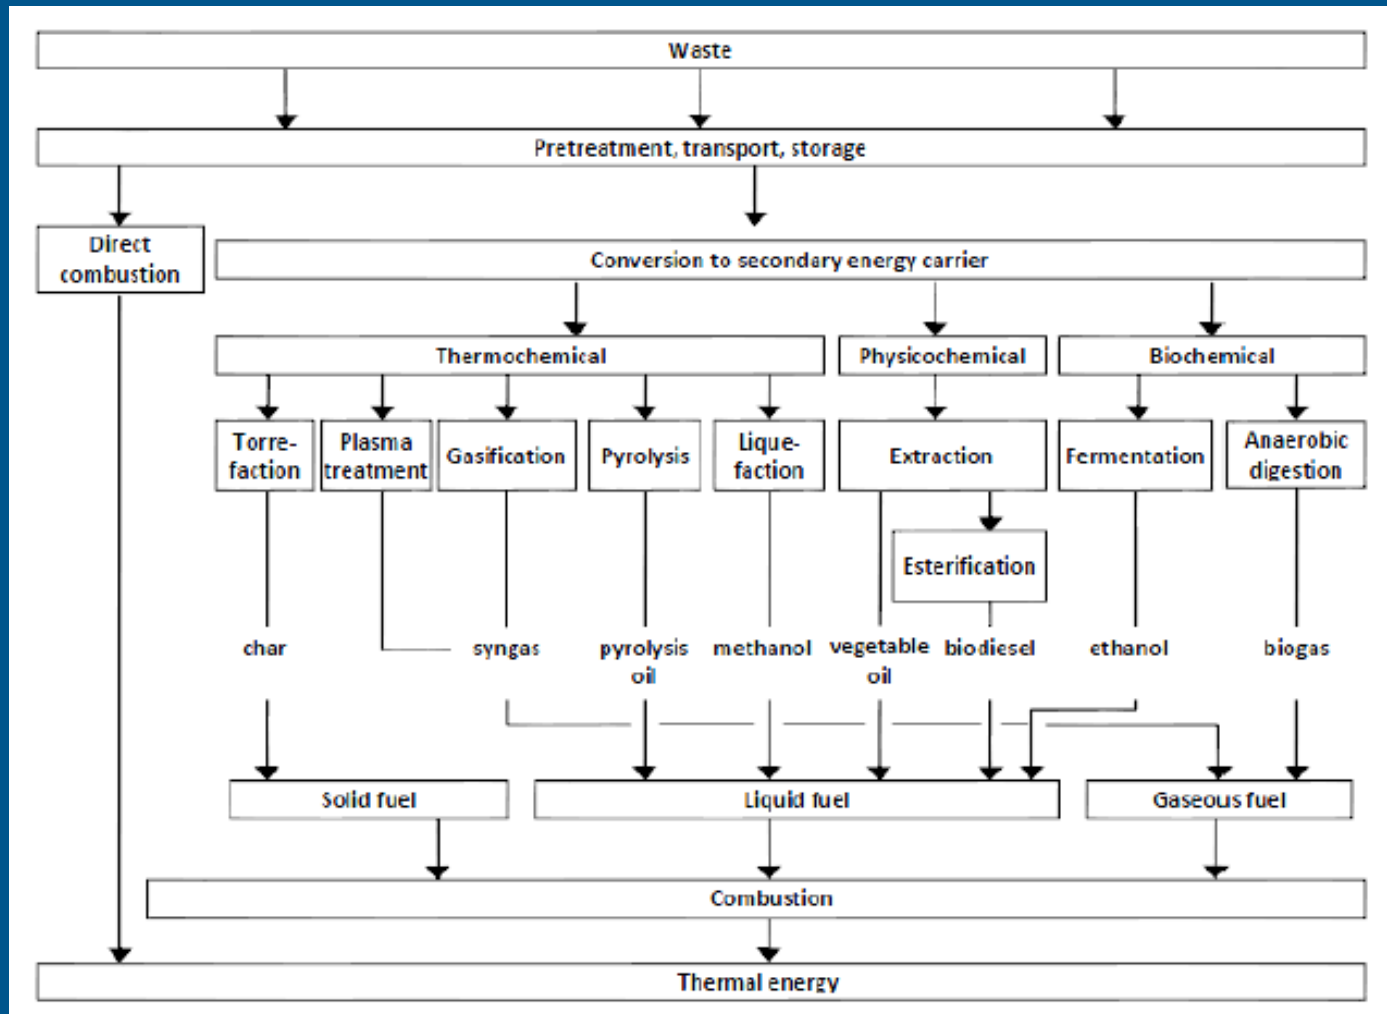 Waste
Pretreatment, transport, storage
Direct
combustion
Conversion to secondary energy carrier
Thermochemical
Physicochemical
Biochemical
Torre-
faction
Plasma
treatment
Gasification
Pyrolysis
Lique-
faction
Extraction
Fermentation
Anaerobic
digestion
Esterification
char
syngas
pyrolysis
oil
methanol
vegetable
oil
biodiesel
ethanol
biogas
Solid fuel
Liquid fuel
Gaseous fuel
Combustion
Thermal energy